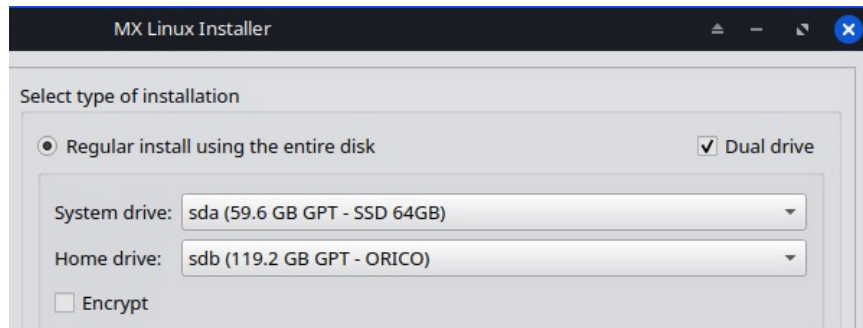 MX Linux Installer
Select type of installation
Regular install using the entire disk Dual drive
System drive: sda (59.6 GB GPT - SSD 64GB)
Home drive: sdb (119.2 GB GPT - ORICO)
Encrypt